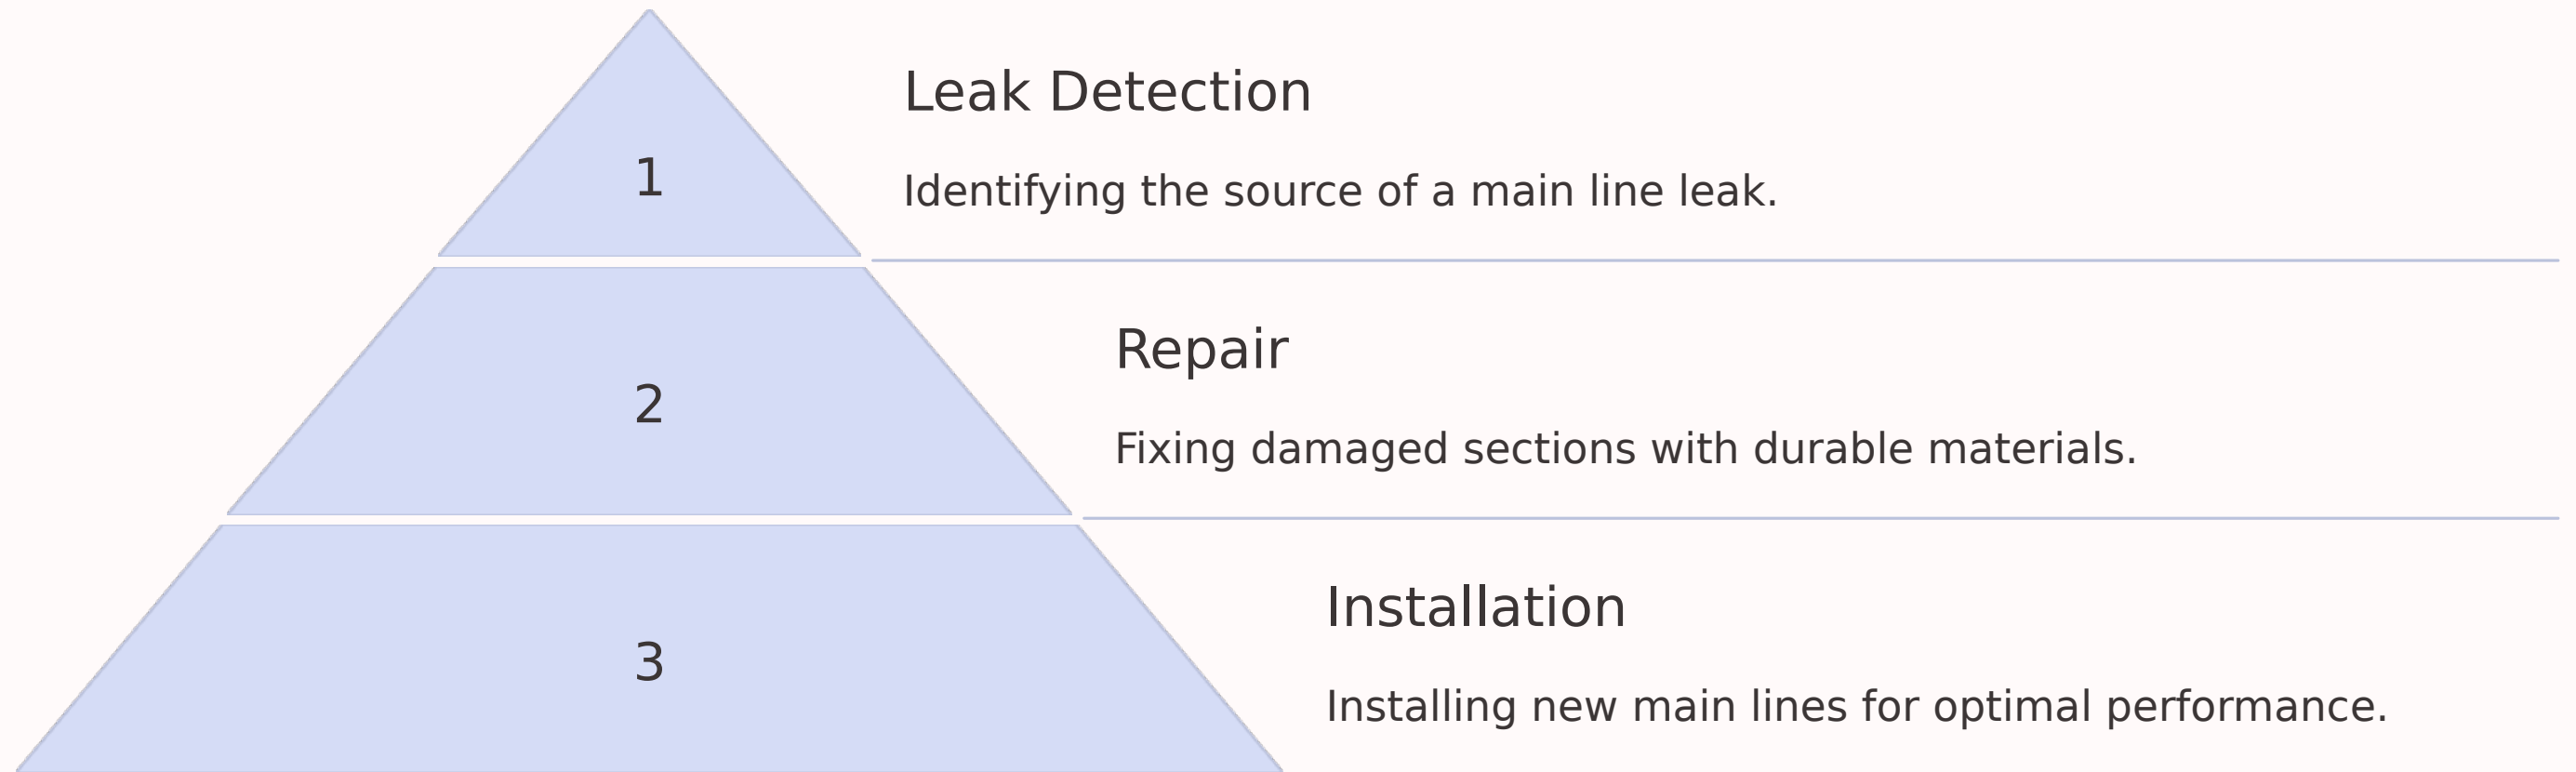 1
Leak Detection
Identifying the source of a main line leak.
2
Repair
Fixing damaged sections with durable materials.
3
Installation
Installing new main lines for optimal performance.